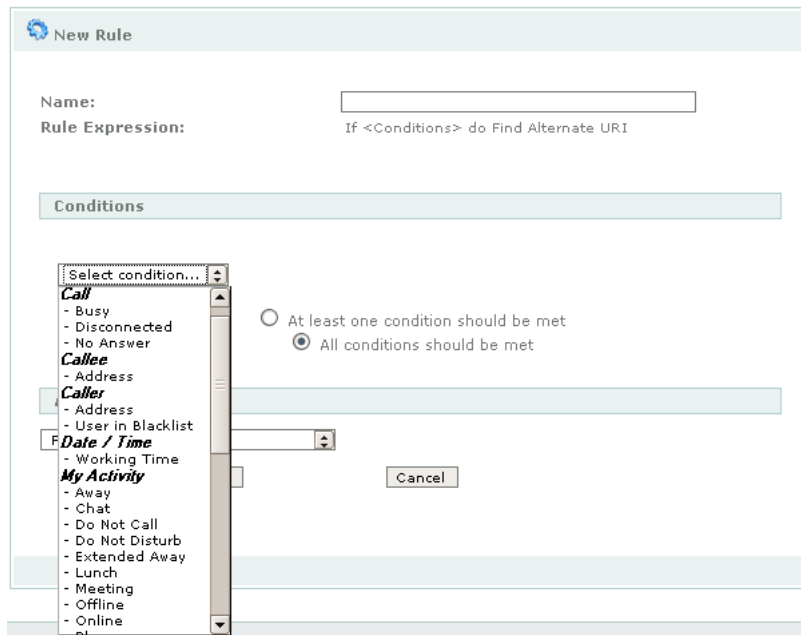 New Rule
Name:
Rule Expression: If <Conditions> do Find Alternate URI
Conditions
Select condition...
Call
- Busy
- Disconnected
- No Answer
Callee
- Address
Caller
- Address
- User in Blacklist
Date / Time
- Working Time
My Activity
- Away
- Chat
- Do Not Call
- Do Not Disturb
- Extended Away
- Lunch
- Meeting
- Offline
- Online
At least one condition should be met
All conditions should be met
Cancel